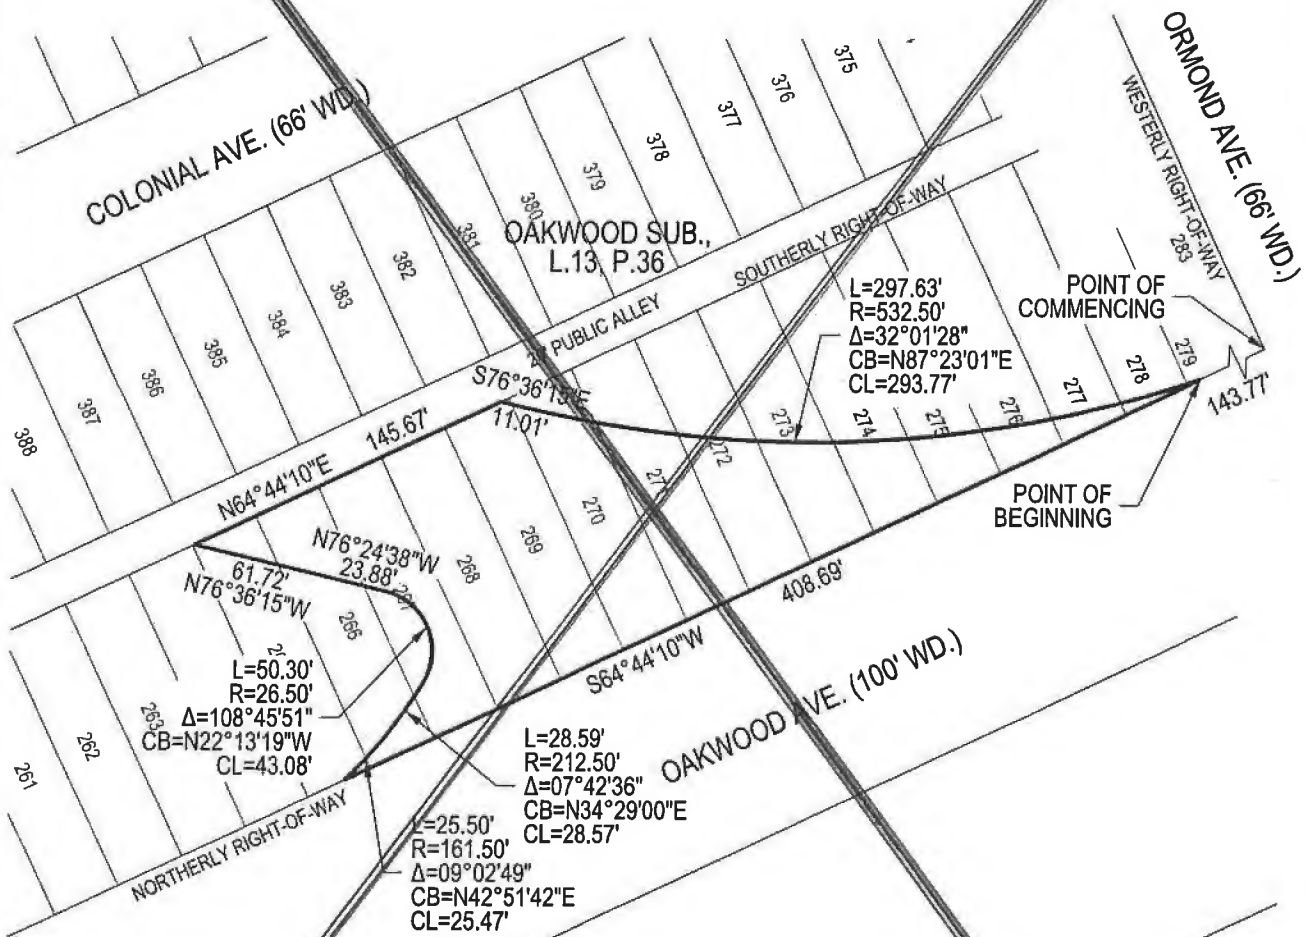 COLONIAL AVE. (66' WD.)
ORMOND AVE. (66' WD.)
WESTERLY RIGHT-OF-WAY
283
375
376
377
378
379
380
381
382
383
384
385
386
387
388
OAKWOOD SUB.,
L.13, P.36
PUBLIC ALLEY
SOUTHERLY RIGHT-OF-WAY
POINT OF
COMMENCING
L=297.63'
R=532.50'
Δ=32°01'28"
CB=N87°23'01"E
CL=293.77'
279
278
277
276
275
274
273
272
270
269
268
267
266
263
262
261
143.77'
POINT OF
BEGINNING
S76°36'15"E
11.01'
N64°44'10"E 145.67'
N76°24'38"W
23.88'
61.72'
N76°36'15"W
408.69'
S64°44'10"W
OAKWOOD AVE. (100' WD.)
L=50.30'
R=26.50'
Δ=108°45'51"
CB=N22°13'19"W
CL=43.08'
L=28.59'
R=212.50'
Δ=07°42'36"
CB=N34°29'00"E
CL=28.57'
L=25.50'
R=161.50'
Δ=09°02'49"
CB=N42°51'42"E
CL=25.47'
NORTHERLY RIGHT-OF-WAY